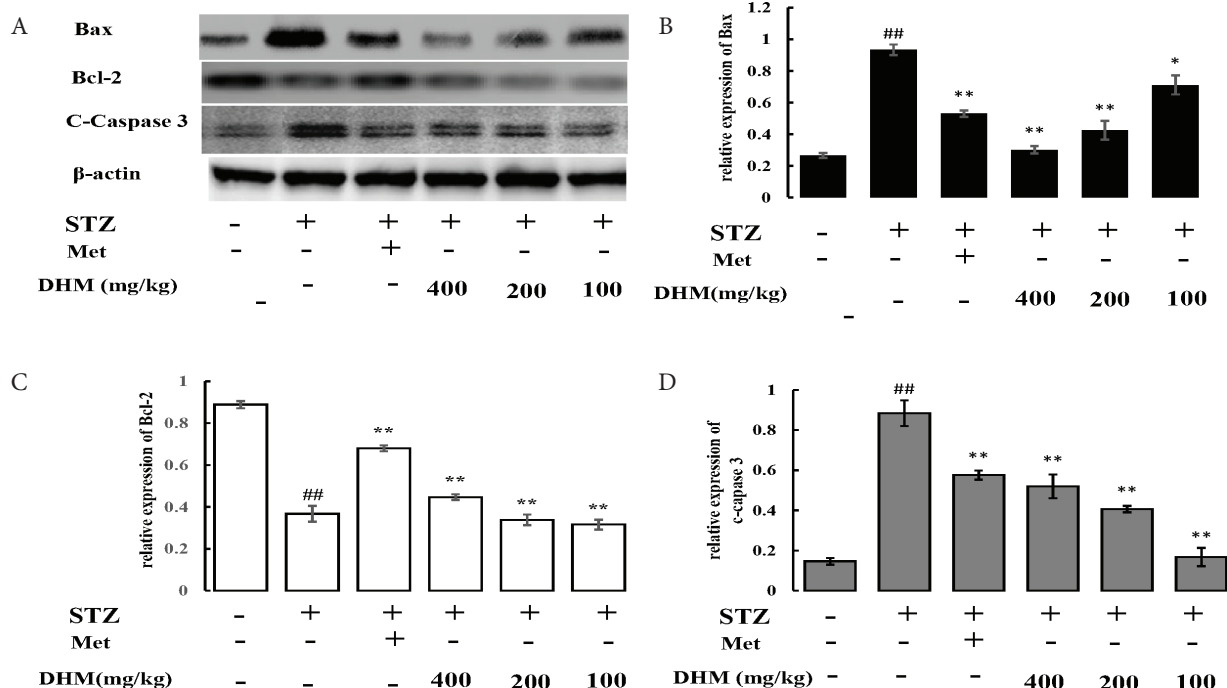 A
Bax
Bcl-2
C-Caspase 3
β-actin
STZ – + + + + +
Met – – + – – –
DHM (mg/kg) – – – 400 200 100
B
relative expression of Bax
1.2
1
0.8
0.6
0.4
0.2
0
##
**
**
**
*
STZ – + + + + +
Met – – + – – –
DHM(mg/kg) – – – 400 200 100
C
relative expression of Bcl-2
1
0.8
0.6
0.4
0.2
0
##
**
**
**
**
STZ – + + + + +
Met – – + – – –
DHM(mg/kg) – – – 400 200 100
D
relative expression of
c-capase 3
1
0.8
0.6
0.4
0.2
0
##
**
**
**
**
STZ – + + + + +
Met – – + – – –
DHM(mg/kg) – – – 400 200 100